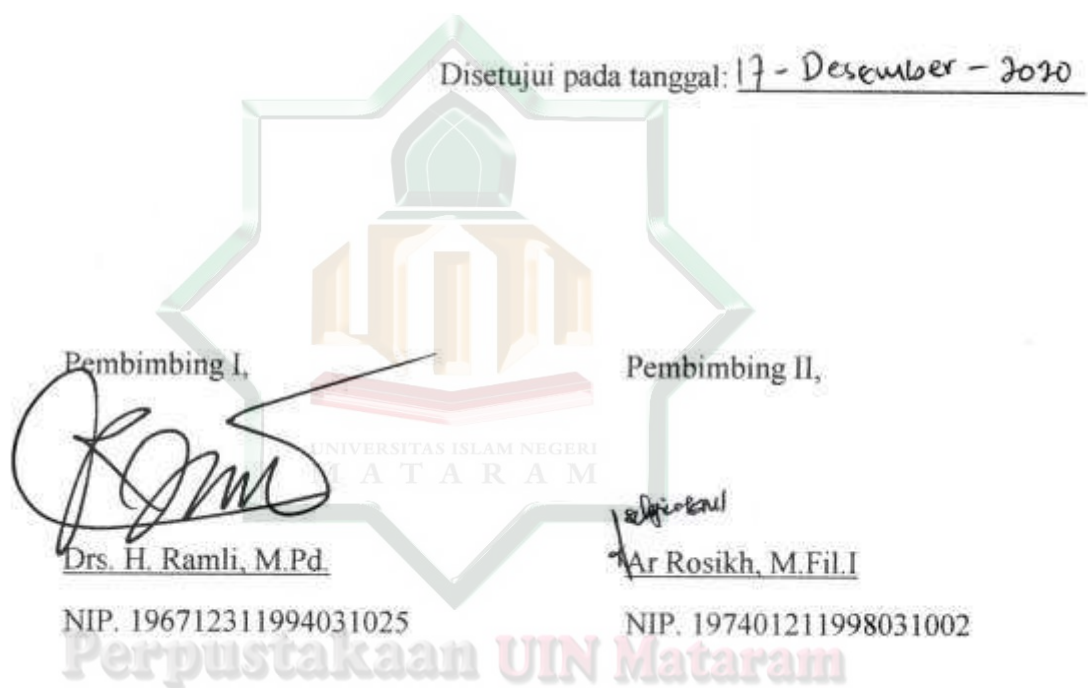 Disetujui pada tanggal: 17 - Desember - 2020
Pembimbing I,
Pembimbing II,
UNIVERSITAS ISLAM NEGERI
MATARAM
Drs. H. Ramli, M.Pd.
Ar Rosikh, M.Fil.I
NIP. 196712311994031025
NIP. 197401211998031002
Perpustakaan UIN Mataram